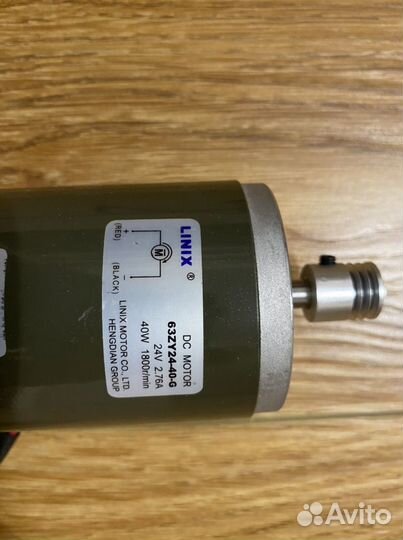 LINIX ®
(RED) + M - (BLACK)
DC MOTOR
63ZY24-40-G
24V 2.76A
40W 1800r/min
LINIX MOTOR CO., LTD.
HENGDIAN GROUP
Avito